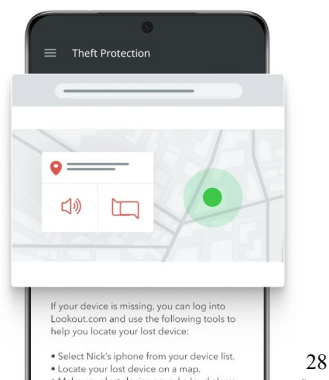 Theft Protection
If your device is missing, you can log into
Lookout.com and use the following tools to
help you locate your lost device:
• Select Nick's iphone from your device list.
• Locate your lost device on a map.
28